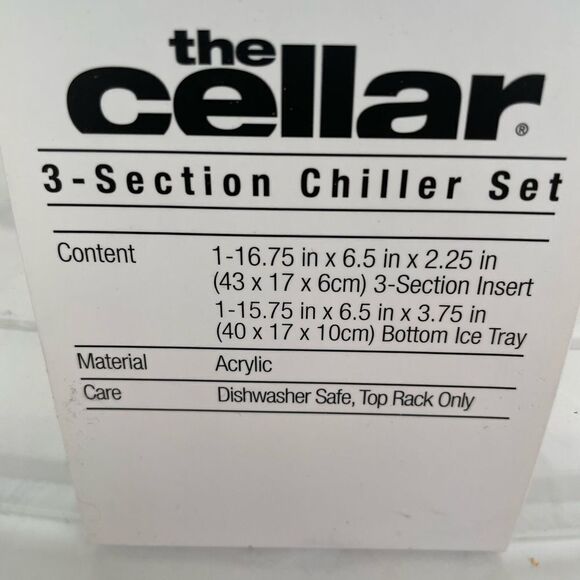 the
cellar®
3-Section Chiller Set
Content 1-16.75 in x 6.5 in x 2.25 in
(43 x 17 x 6cm) 3-Section Insert
1-15.75 in x 6.5 in x 3.75 in
(40 x 17 x 10cm) Bottom Ice Tray
Material Acrylic
Care Dishwasher Safe, Top Rack Only